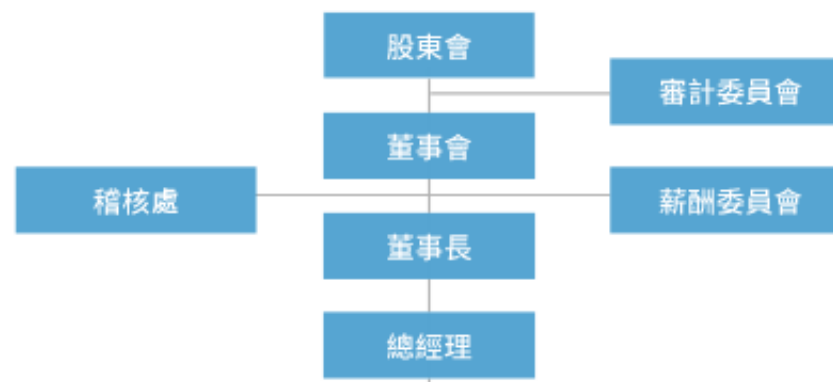 股東會
審計委員會
董事會
稽核處
薪酬委員會
董事長
總經理